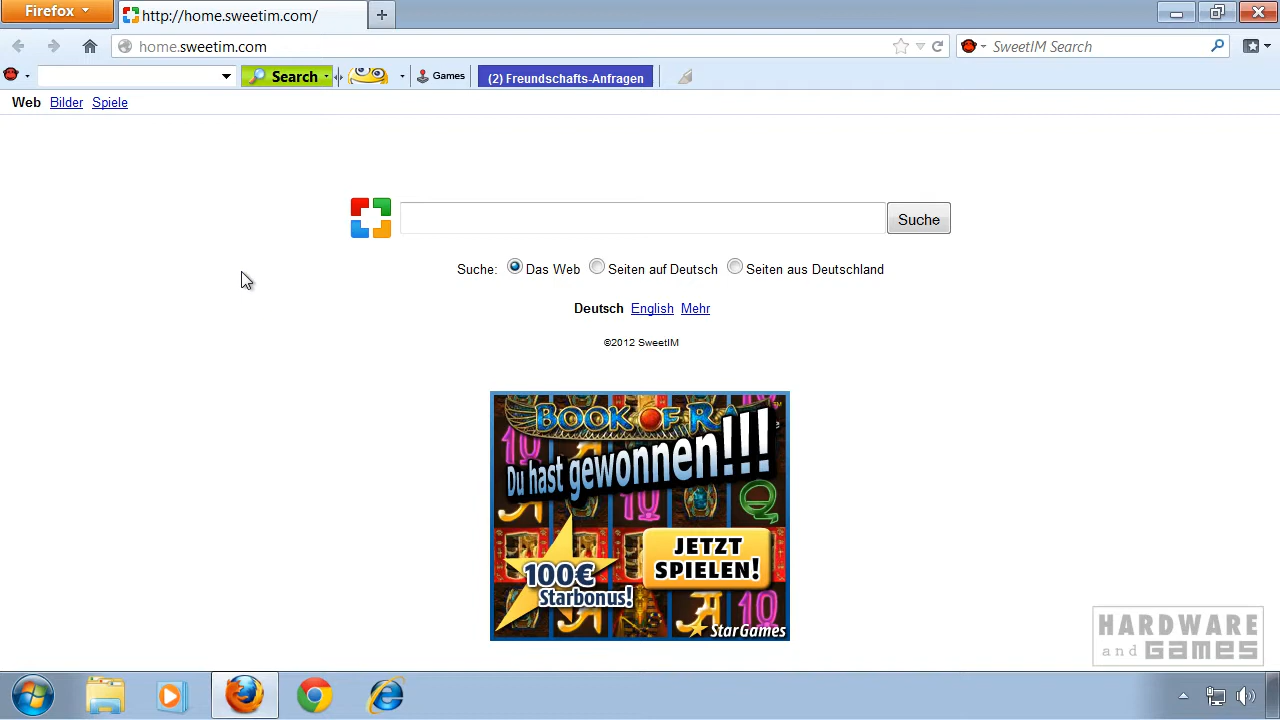 Firefox
http://home.sweetim.com/
home.sweetim.com
SweetIM Search
Search
Games
(2) Freundschafts-Anfragen
Web Bilder Spiele
Suche
Suche: Das Web Seiten auf Deutsch Seiten aus Deutschland
Deutsch English Mehr
©2012 SweetIM
BOOK OF RA
Du hast gewonnen!!!
JETZT
SPIELEN!
100€
Starbonus!
StarGames
HARDWARE
and GAMES